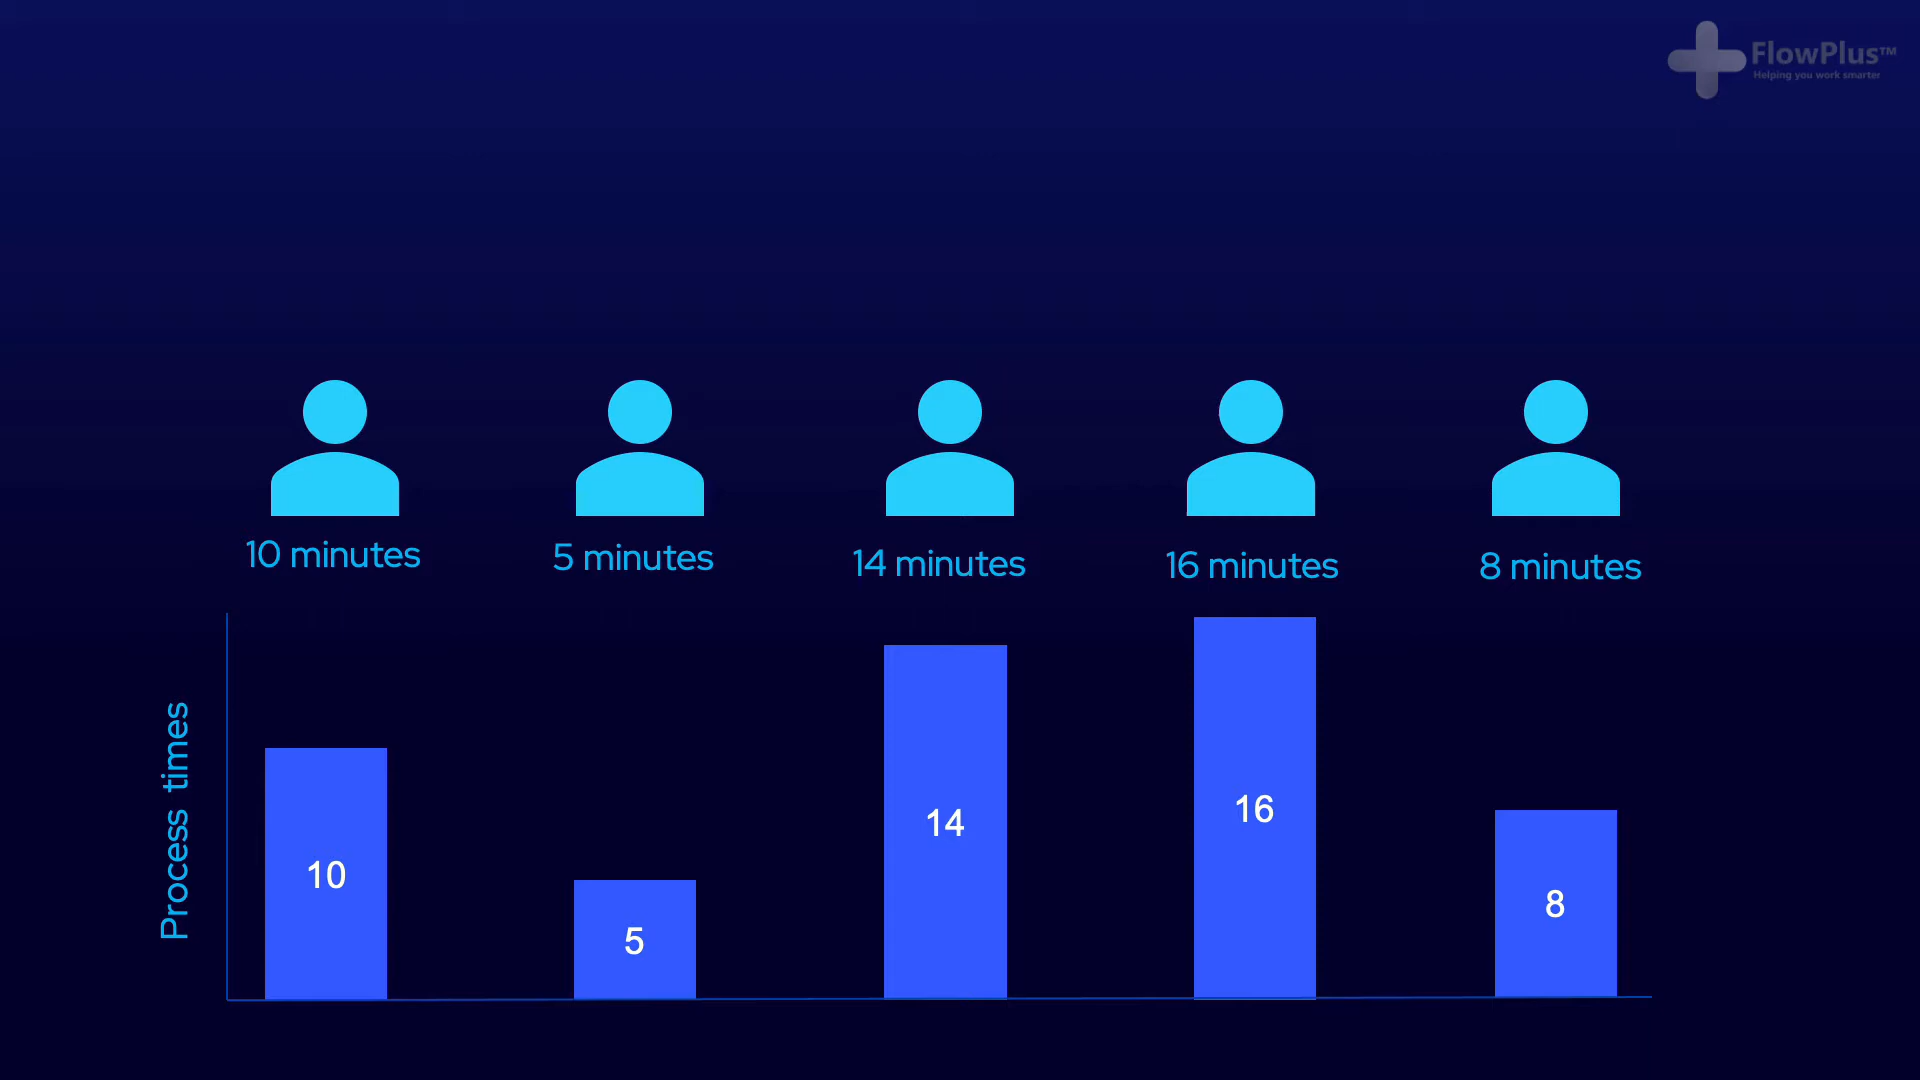 FlowPlus™
Helping you work smarter
10 minutes
5 minutes
14 minutes
16 minutes
8 minutes
Process times
10
5
14
16
8